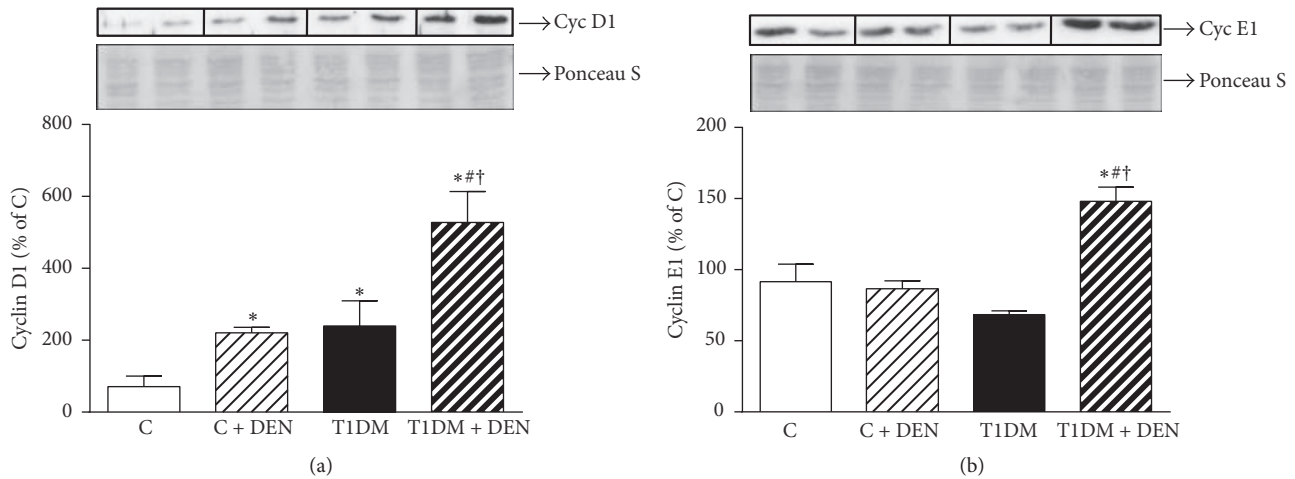 Cyc D1
Ponceau S
800
600
400
200
0
Cyclin D1 (% of C)
*
*
*#†
C
C + DEN
T1DM
T1DM + DEN
(a)
Cyc E1
Ponceau S
200
150
100
50
0
Cyclin E1 (% of C)
*#†
C
C + DEN
T1DM
T1DM + DEN
(b)